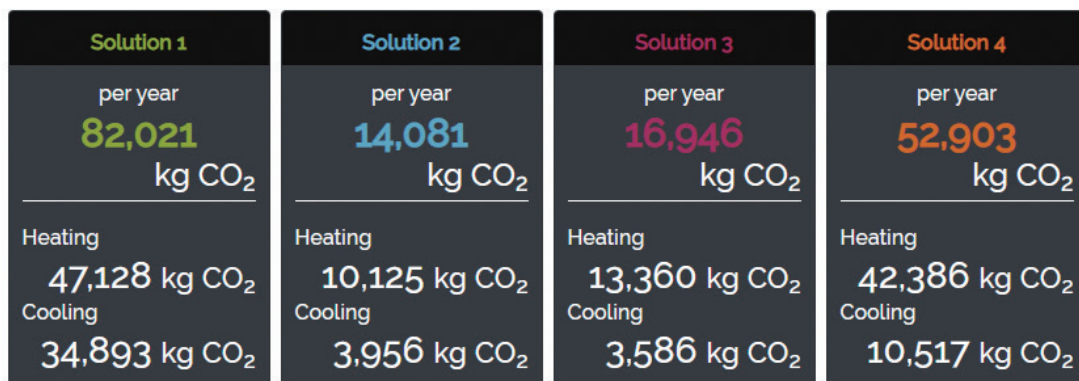 Solution 1
per year
82,021
kg CO₂
Heating
47,128 kg CO₂
Cooling
34,893 kg CO₂
Solution 2
per year
14,081
kg CO₂
Heating
10,125 kg CO₂
Cooling
3,956 kg CO₂
Solution 3
per year
16,946
kg CO₂
Heating
13,360 kg CO₂
Cooling
3,586 kg CO₂
Solution 4
per year
52,903
kg CO₂
Heating
42,386 kg CO₂
Cooling
10,517 kg CO₂